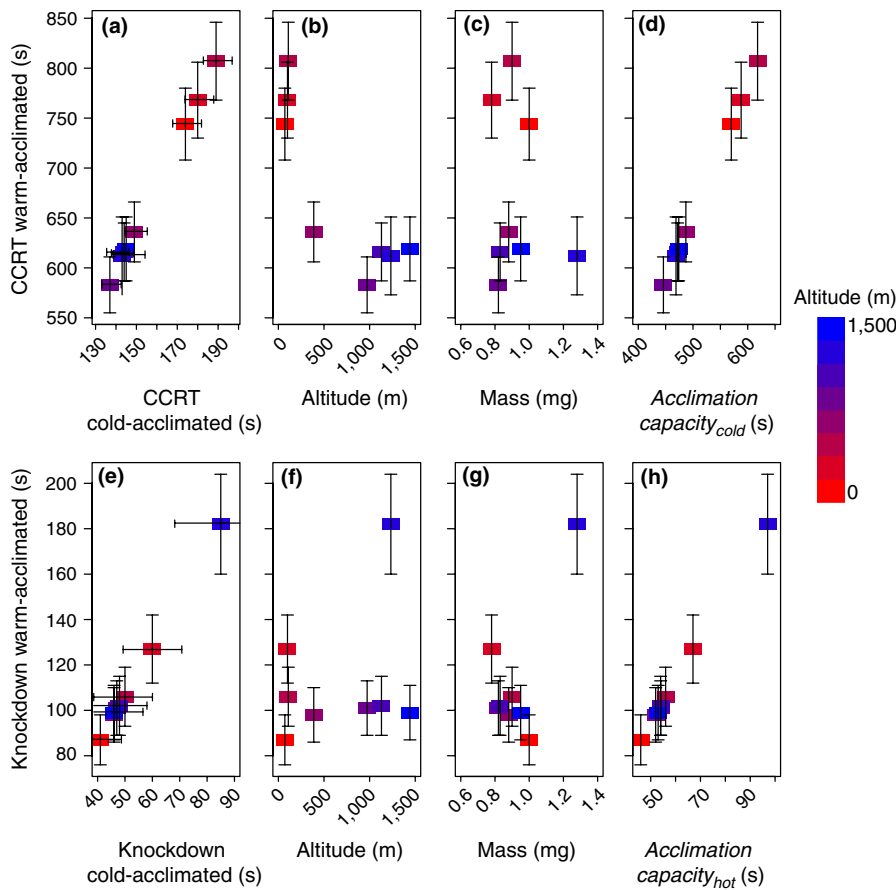 (a) (b) (c) (d)
CCRT warm-acclimated (s)
850
800
750
700
650
600
550
130 150 170 190
0 500 1,000 1,500
0.6 0.8 1.0 1.2 1.4
400 500 600
CCRT
cold-acclimated (s)
Altitude (m)
Mass (mg)
Acclimation
capacity_cold (s)
Altitude (m)
1,500
0
(e) (f) (g) (h)
Knockdown warm-acclimated (s)
200
180
160
140
120
100
80
40 50 60 70 80 90
0 500 1,000 1,500
0.6 0.8 1.0 1.2 1.4
50 70 90
Knockdown
cold-acclimated (s)
Altitude (m)
Mass (mg)
Acclimation
capacity_hot (s)